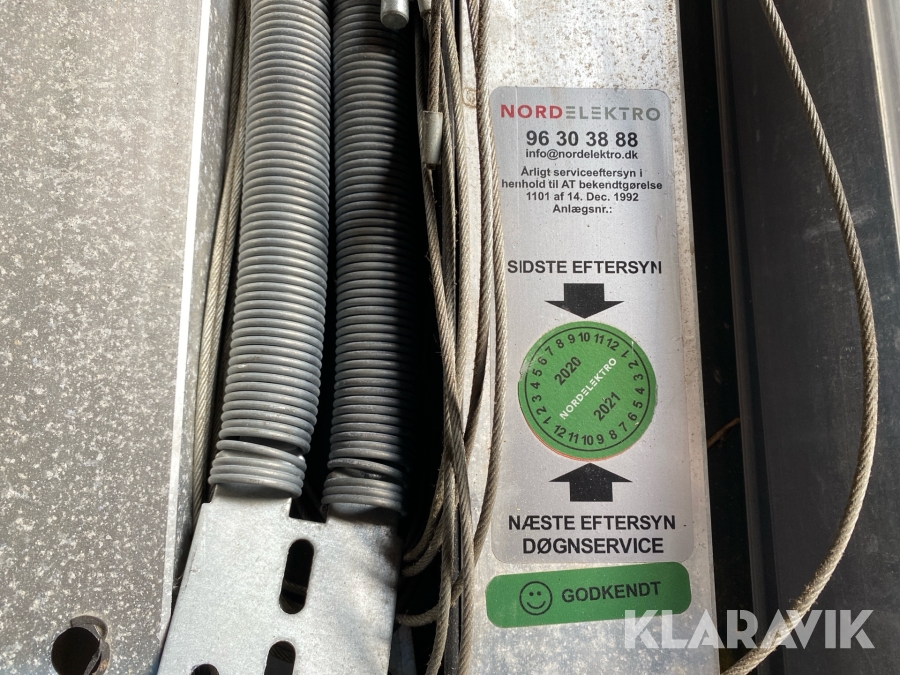 NORDELEKTRO
96 30 38 88
info@nordelektro.dk
Årligt serviceeftersyn i
henhold til AT bekendtgørelse
1101 af 14. Dec. 1992
Anlægsnr.:
SIDSTE EFTERSYN
1 2 3 4 5 6 7 8 9 10 11 12
2020
NORDELEKTRO
2021
1 2 3 4 5 6 7 8 9 10 11 12
NÆSTE EFTERSYN
DØGNSERVICE
GODKENDT
KLARAVIK